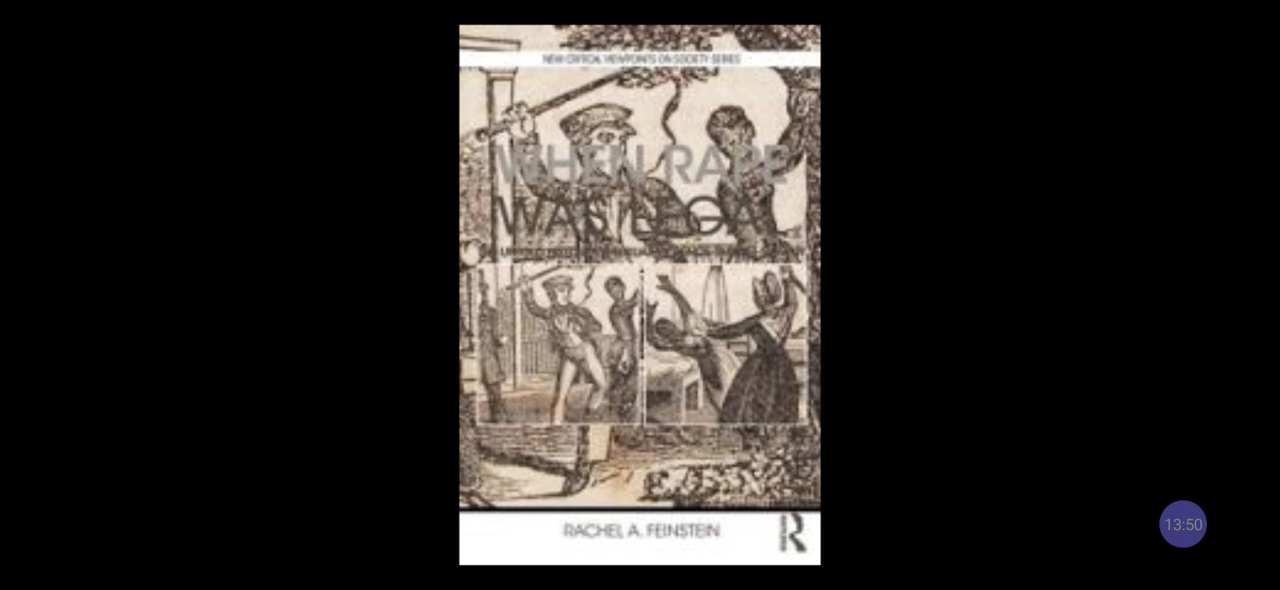 NEW CRITICAL VIEWPOINTS ON SOCIETY SERIES
WHEN RAPE
WAS LEGAL
RACHEL A. FEINSTEIN
13:50